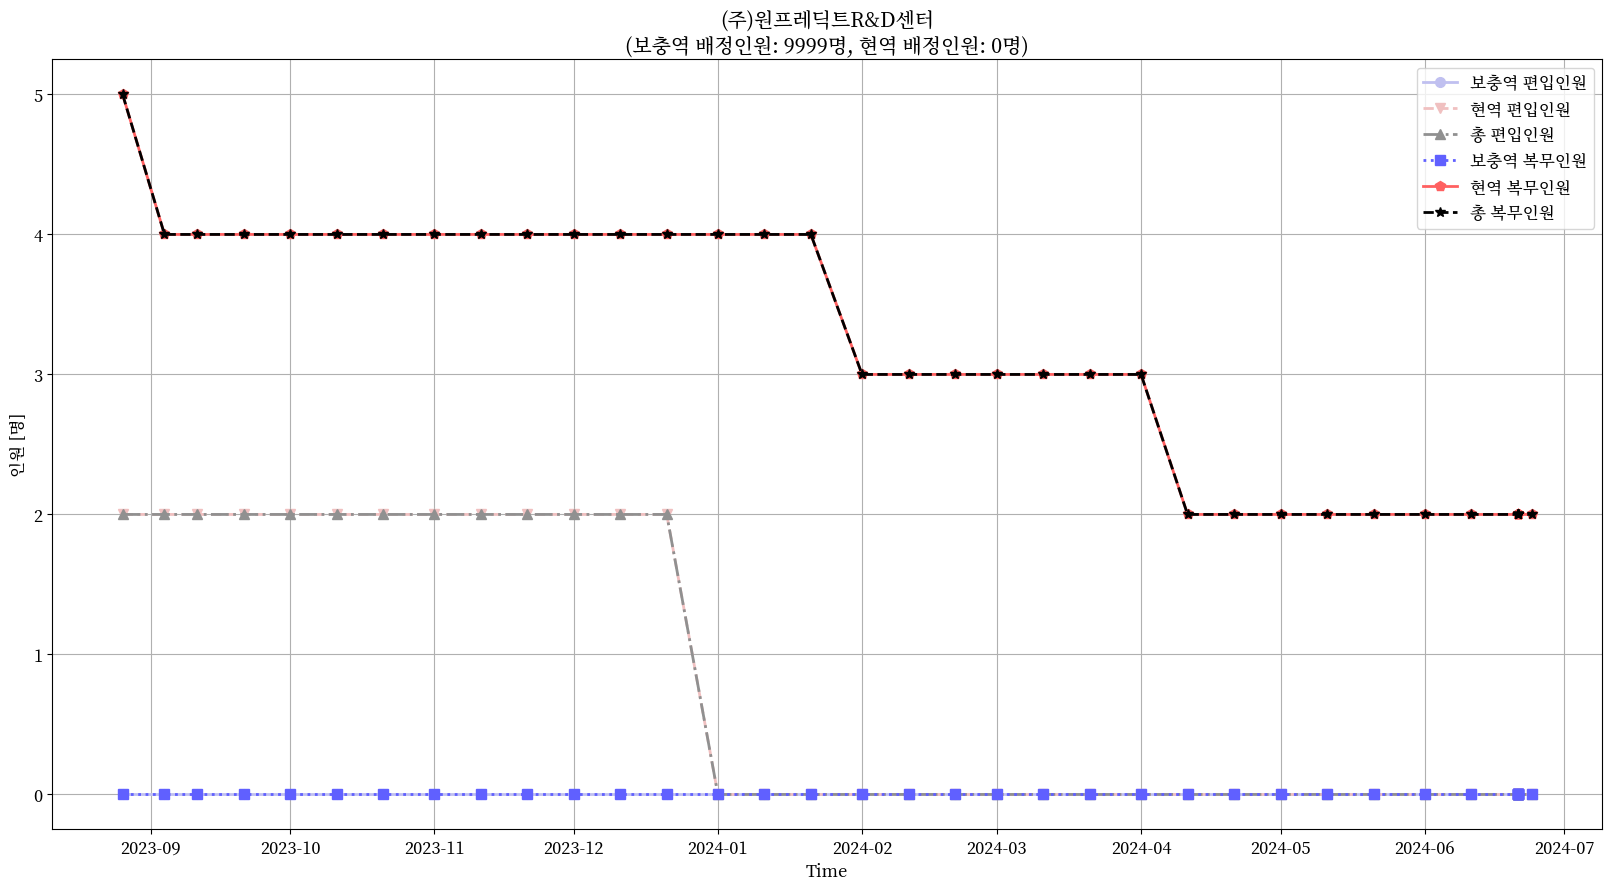 (주)원프레딕트R&D센터
(보충역 배정인원: 9999명, 현역 배정인원: 0명)
보충역 편입인원
현역 편입인원
총 편입인원
보충역 복무인원
현역 복무인원
총 복무인원
인원 [명]
5
4
3
2
1
0
2023-09
2023-10
2023-11
2023-12
2024-01
2024-02
2024-03
2024-04
2024-05
2024-06
2024-07
Time